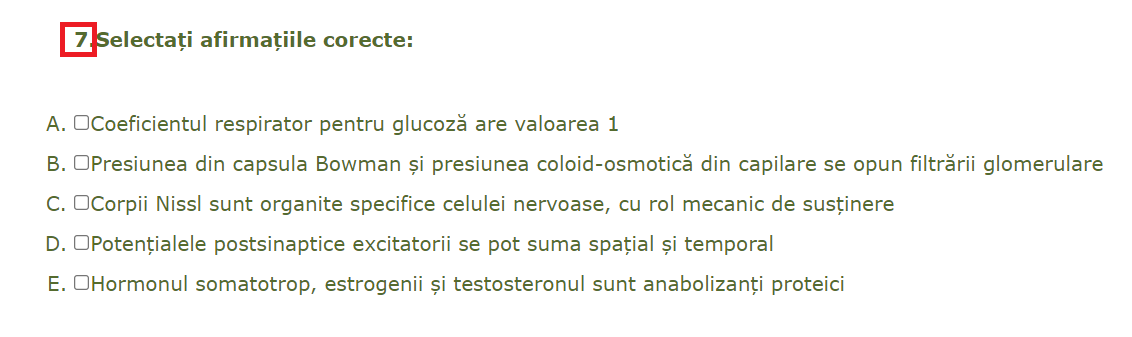 7.Selectați afirmațiile corecte:
A. Coeficientul respirator pentru glucoză are valoarea 1
B. Presiunea din capsula Bowman și presiunea coloid-osmotică din capilare se opun filtrării glomerulare
C. Corpii Nissl sunt organite specifice celulei nervoase, cu rol mecanic de susținere
D. Potențialele postsinaptice excitatorii se pot suma spațial și temporal
E. Hormonul somatotrop, estrogenii și testosteronul sunt anabolizanți proteici